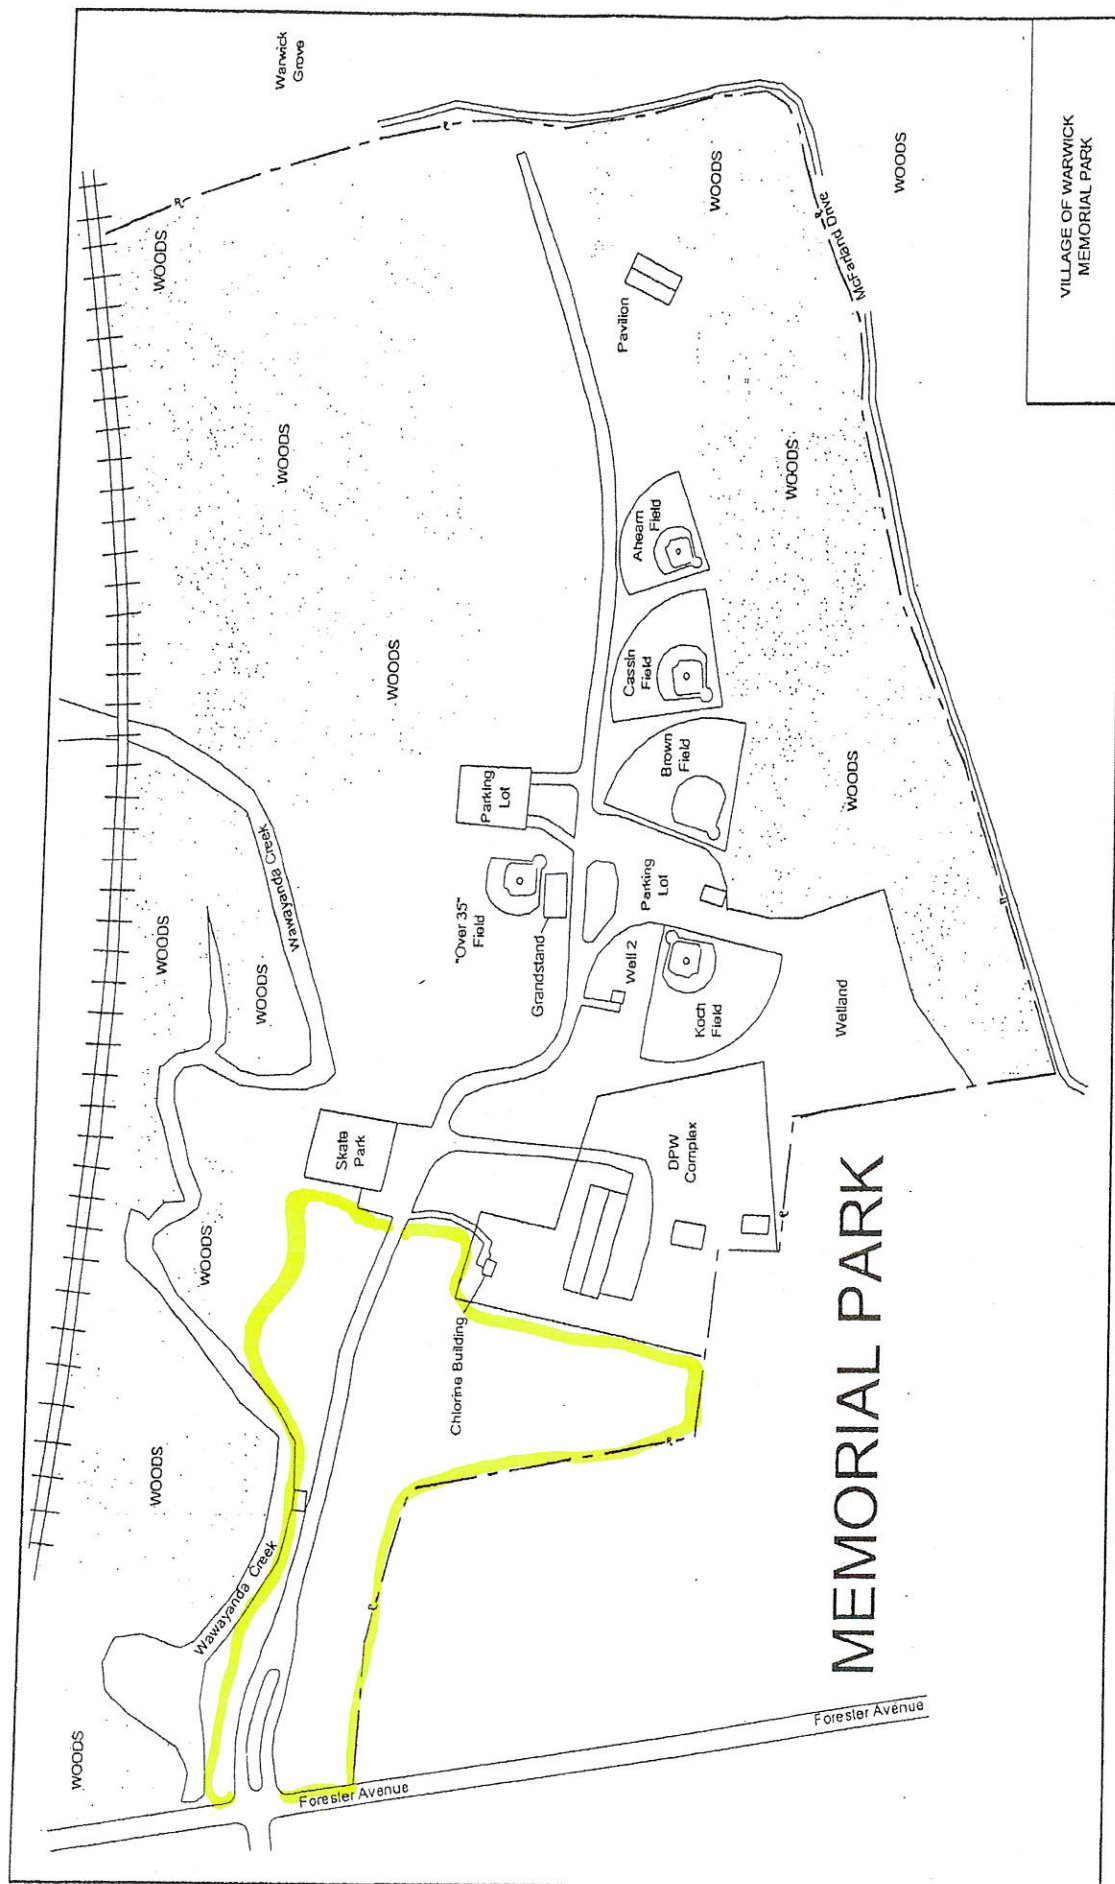 Warwick
Grove
WOODS
WOODS
WOODS
McFarland Drive
WOODS
VILLAGE OF WARWICK
MEMORIAL PARK
Pavilion
WOODS
WOODS
Ahearn
Field
WOODS
Cassin
Field
Brown
Field
WOODS
Parking
Lot
Wawayanda Creek
WOODS
WOODS
"Over 35"
Field
Grandstand
Parking
Lot
Well 2
Koch
Field
Wetland
Skate
Park
DPW
Complex
WOODS
Chlorine Building
WOODS
Wawayanda Creek
WOODS
Forester Avenue
Forester Avenue
MEMORIAL PARK